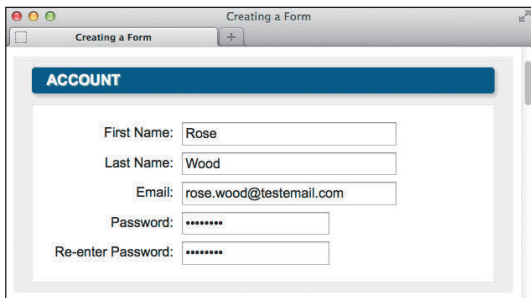 Creating a Form
Creating a Form
ACCOUNT
First Name: Rose
Last Name: Wood
Email: rose.wood@testemail.com
Password: ••••••••
Re-enter Password: ••••••••